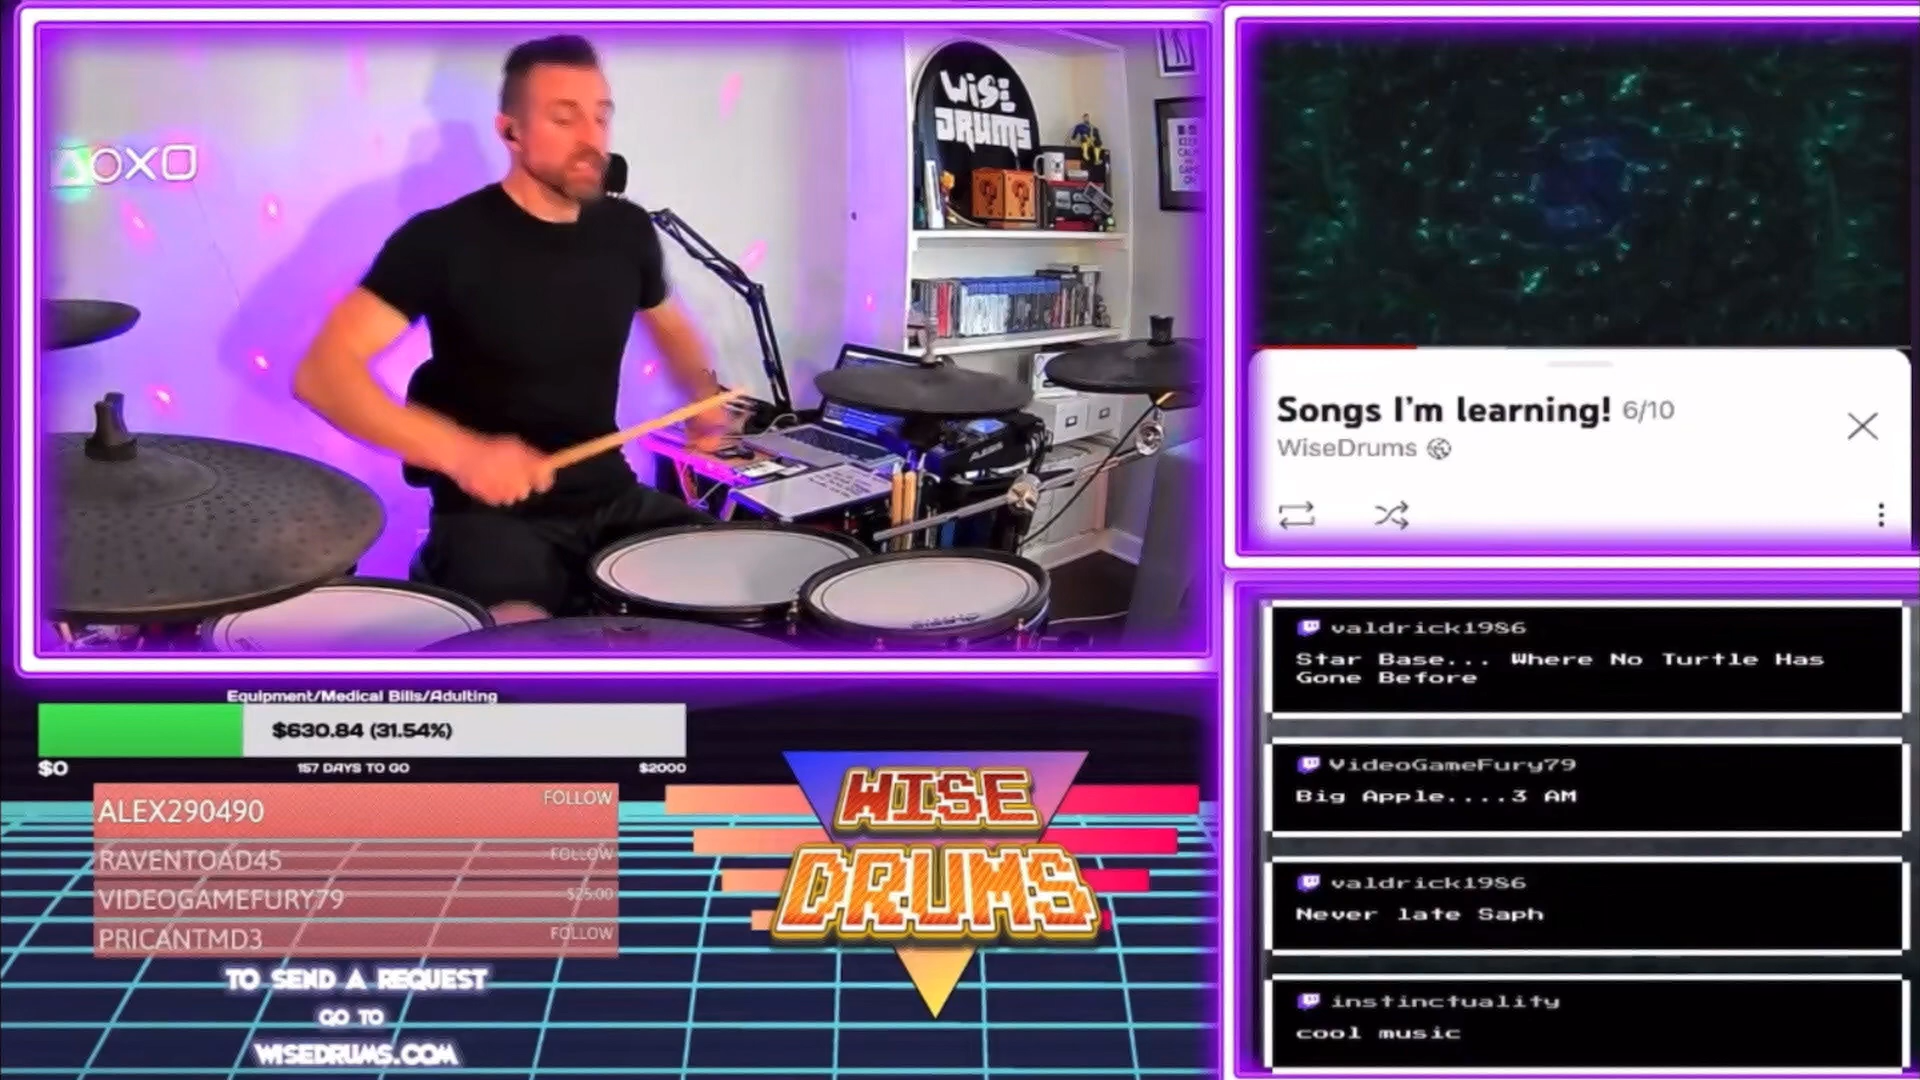 WiSE
DRUMS
KEEP
CALM
Songs I'm learning! 6/10
WiseDrums
Equipment/Medical Bills/Adulting
$630.84 (31.54%)
$0
157 DAYS TO GO
$2000
ALEX290490 FOLLOW
RAVENTOAD45 FOLLOW
VIDEOGAMEFURY79 $25.00
PRICANTMD3 FOLLOW
TO SEND A REQUEST
GO TO
WISEDRUMS.COM
WISE
DRUMS
valdrick1986
Star Base... Where No Turtle Has
Gone Before
VideoGameFury79
Big Apple....3 AM
valdrick1986
Never late Saph
instinctuality
cool music